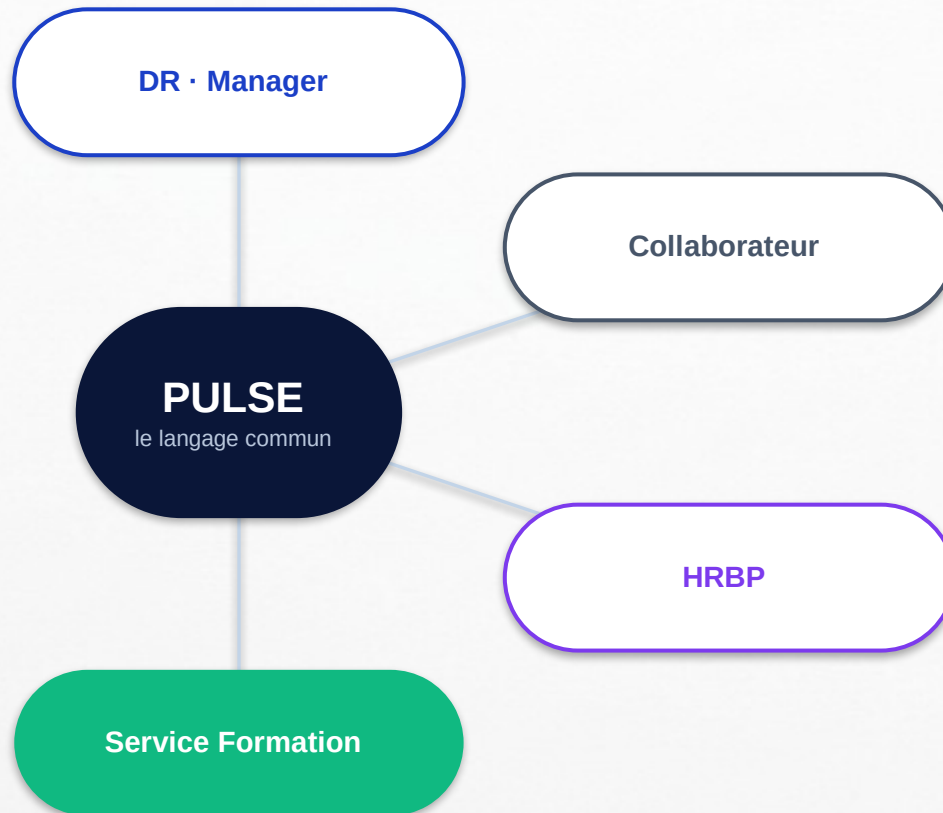 DR · Manager
Collaborateur
PULSE
le langage commun
HRBP
Service Formation